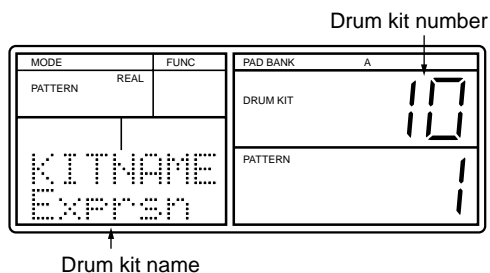 Drum kit number
MODE FUNC
PATTERN REAL
KITNAME
Exprsn
PAD BANK A
DRUM KIT 10
PATTERN 1
Drum kit name